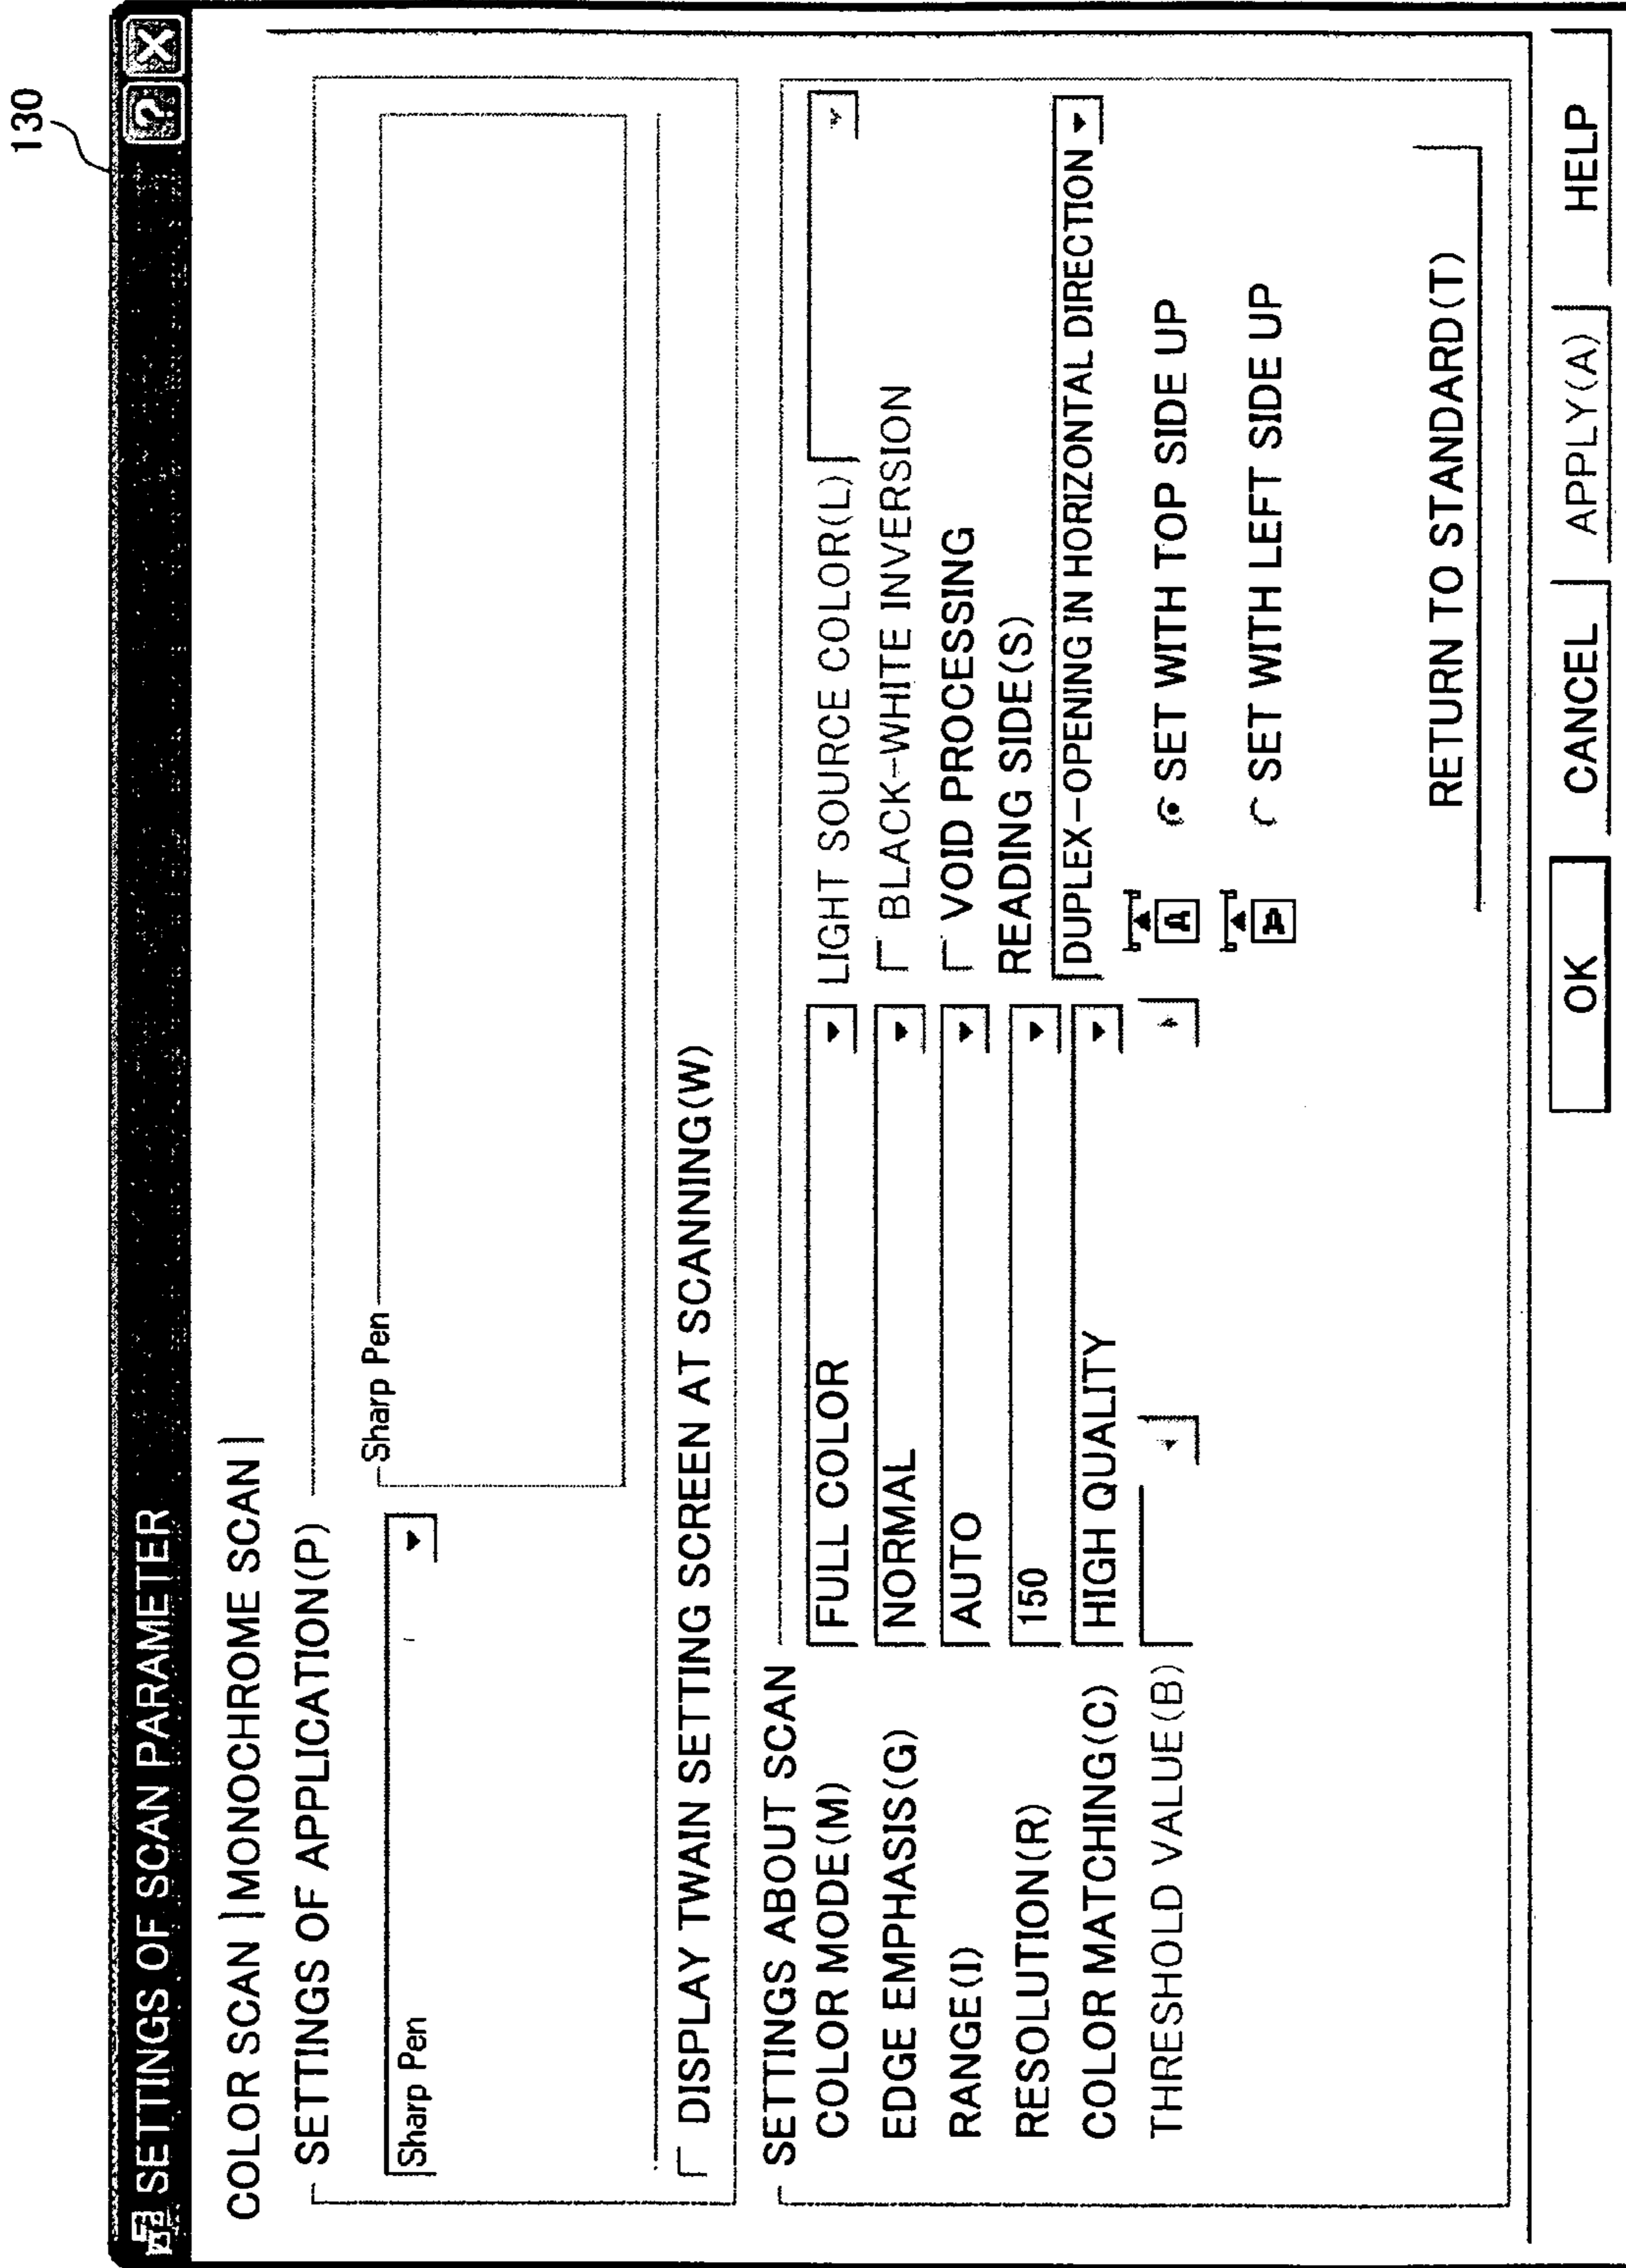 130
SETTINGS OF SCAN PARAMETER ? X
COLOR SCAN MONOCHROME SCAN
SETTINGS OF APPLICATION(P)
Sharp Pen
Sharp Pen
DISPLAY TWAIN SETTING SCREEN AT SCANNING(W)
SETTINGS ABOUT SCAN
COLOR MODE(M) FULL COLOR
EDGE EMPHASIS(G) NORMAL
RANGE(I) AUTO
RESOLUTION(R) 150
COLOR MATCHING(C) HIGH QUALITY
THRESHOLD VALUE(B)
LIGHT SOURCE COLOR(L)
BLACK-WHITE INVERSION
VOID PROCESSING
READING SIDE(S)
DUPLEX-OPENING IN HORIZONTAL DIRECTION
A SET WITH TOP SIDE UP
A SET WITH LEFT SIDE UP
RETURN TO STANDARD(T)
OK CANCEL APPLY(A) HELP